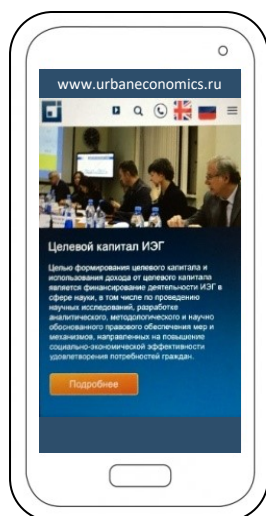 www.urbaneconomics.ru
Целевой капитал ИЭГ
Целью формирования целевого капитала и
использования дохода от целевого капитала
является финансирование деятельности ИЭГ в
сфере науки, в том числе по проведению
научных исследований, разработке
аналитического, методологического и научно
обоснованного правового обеспечения мер и
механизмов, направленных на повышение
социально-экономической эффективности
удовлетворения потребностей граждан.
Подробнее